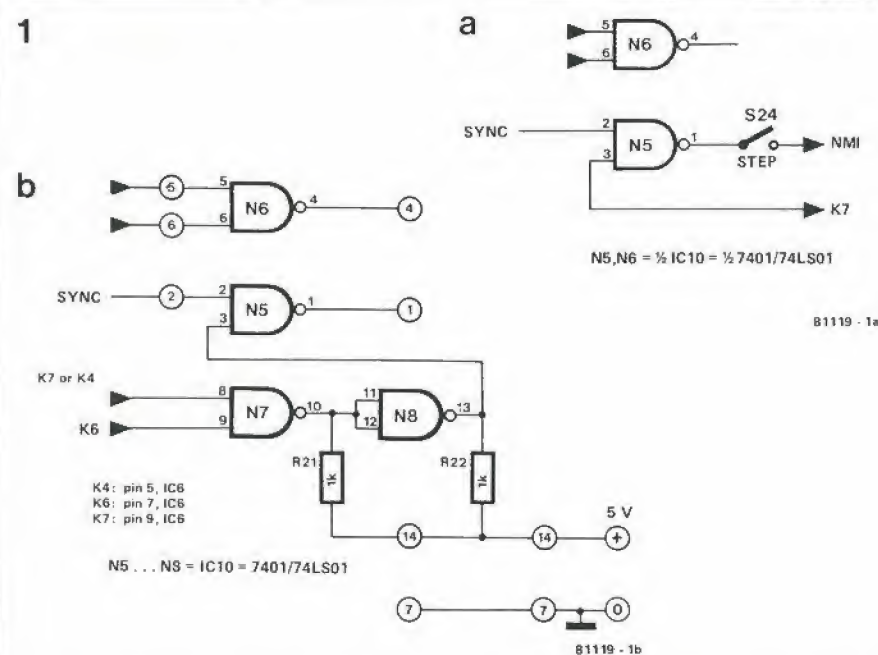 1
a
5
6
N6
4
SYNC
2
3
N5
1
S24
STEP
NMI
K7
N5, N6 = ½ IC10 = ½ 7401/74LS01
81119 - 1a
b
5
6
5
6
N6
4
4
SYNC
2
2
3
N5
1
1
K7 or K4
K6
8
9
N7
10
11
12
N8
13
R21
1k
R22
1k
K4: pin 5, IC6
K6: pin 7, IC6
K7: pin 9, IC6
14
14
5 V
+
N5 . . . N8 = IC10 = 7401/74LS01
7
7
0
81119 - 1b